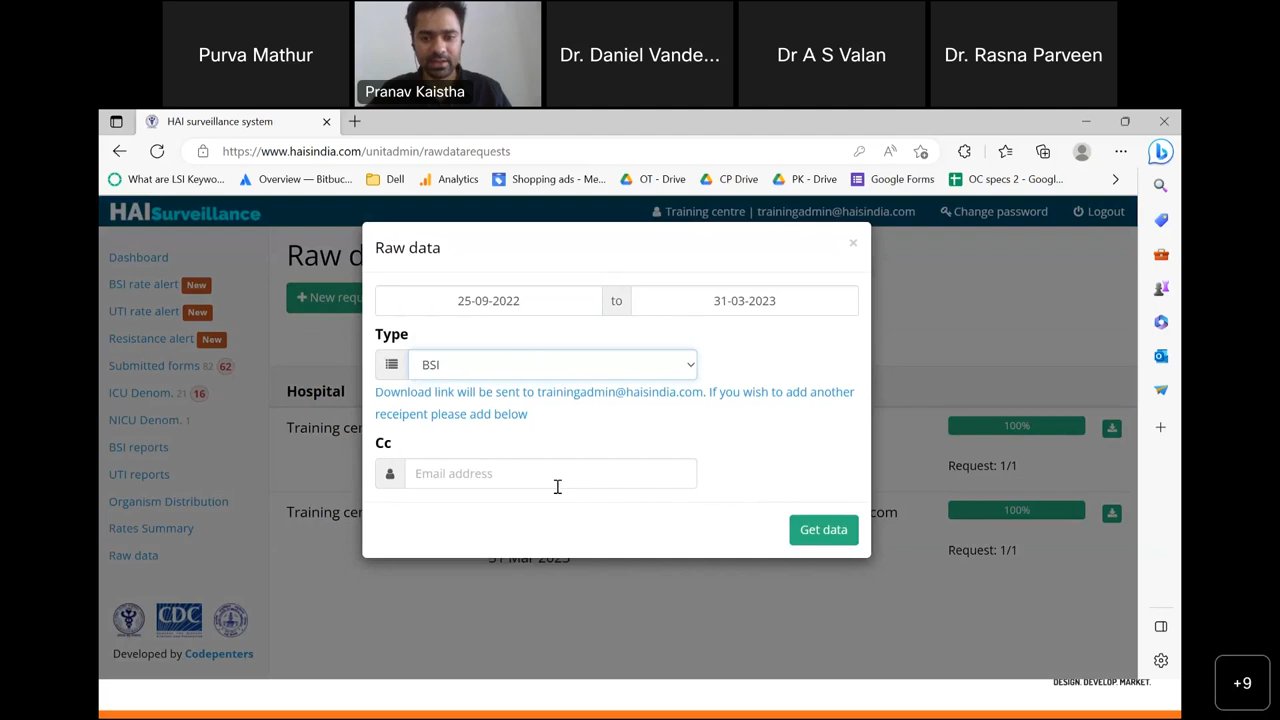 Purva Mathur
Pranav Kaistha
Dr. Daniel Vande...
Dr A S Valan
Dr. Rasna Parveen
HAI surveillance system
https://www.haisindia.com/unitadmin/rawdatarequests
What are LSI Keywo...
Overview — Bitbuc...
Dell
Analytics
Shopping ads - Me...
OT - Drive
CP Drive
PK - Drive
Google Forms
OC specs 2 - Googl...
HAISurveillance
Training centre | trainingadmin@haisindia.com
Change password
Logout
Dashboard
BSI rate alert New
UTI rate alert New
Resistance alert New
Submitted forms 82 62
ICU Denom. 21 16
NICU Denom. 1
BSI reports
UTI reports
Organism Distribution
Rates Summary
Raw data
CDC
Developed by Codepenters
Raw d
+ New requ
Hospital
Training cen
Training cen
Raw data
×
25-09-2022 to 31-03-2023
Type
BSI
Download link will be sent to trainingadmin@haisindia.com. If you wish to add another
receipent please add below
Cc
Email address
Get data
31 Mar 2023
com
100%
Request: 1/1
100%
Request: 1/1
DESIGN. DEVELOP. MARKET.
+9